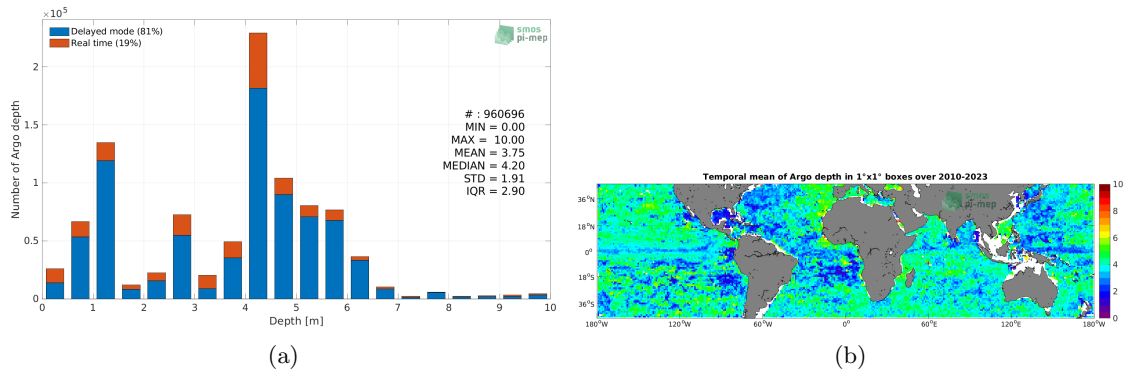 ×10^5
Delayed mode (81%)
Real time (19%)
smos
pi-mep
2
1.5
1
0.5
0
Number of Argo depth
# : 960696
MIN = 0.00
MAX = 10.00
MEAN = 3.75
MEDIAN = 4.20
STD = 1.91
IQR = 2.90
0 1 2 3 4 5 6 7 8 9 10
Depth [m]
(a)
Temporal mean of Argo depth in 1°x1° boxes over 2010-2023
smos
pi-mep
36°N
18°N
0°
18°S
36°S
180°W 120°W 60°W 0° 60°E 120°E 180°W
10
8
6
4
2
0
(b)